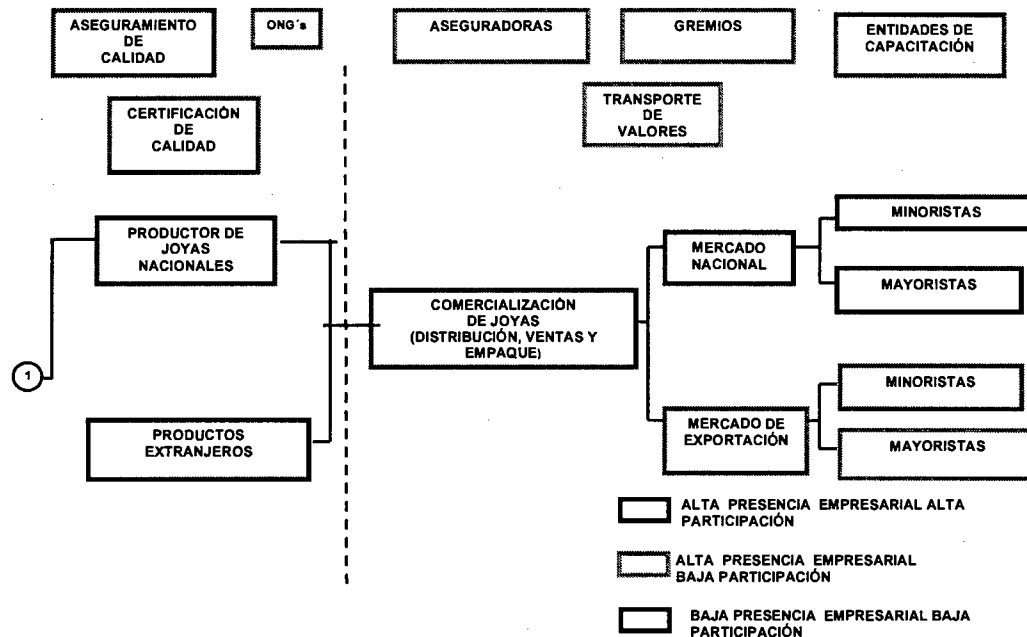 ASEGURAMIENTO
DE
CALIDAD
ONG´s
ASEGURADORAS
GREMIOS
ENTIDADES DE
CAPACITACIÓN
CERTIFICACIÓN
DE
CALIDAD
TRANSPORTE
DE
VALORES
PRODUCTOR DE
JOYAS
NACIONALES
MINORISTAS
MERCADO
NACIONAL
MAYORISTAS
COMERCIALIZACIÓN
DE JOYAS
(DISTRIBUCIÓN, VENTAS Y
EMPAQUE)
1
MINORISTAS
PRODUCTOS
EXTRANJEROS
MERCADO DE
EXPORTACIÓN
MAYORISTAS
ALTA PRESENCIA EMPRESARIAL ALTA
PARTICIPACIÓN
ALTA PRESENCIA EMPRESARIAL
BAJA PARTICIPACIÓN
BAJA PRESENCIA EMPRESARIAL BAJA
PARTICIPACIÓN